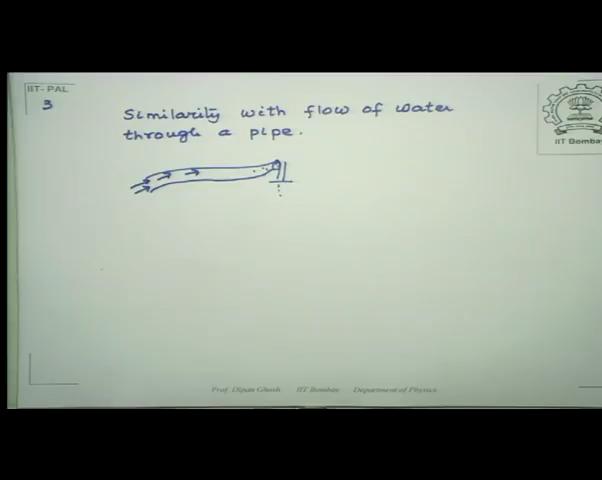 IIT- PAL
3
Similarity with flow of water
through a pipe.
IIT Bombay
Prof. Dipan Ghosh IIT Bombay Department of Physics